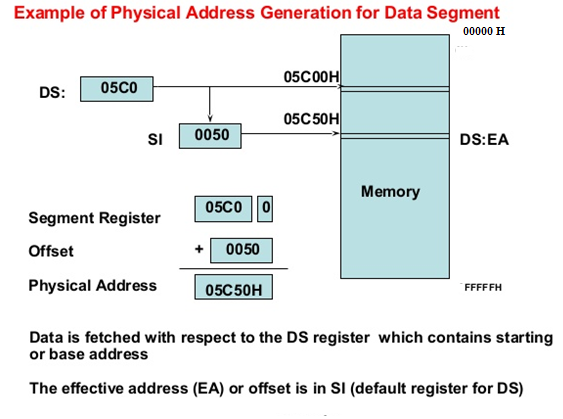 Example of Physical Address Generation for Data Segment
00000 H
DS: 05C0 05C00H
SI 0050 05C50H DS:EA
Memory
Segment Register 05C0 0
Offset + 0050
Physical Address 05C50H FFFFFH
Data is fetched with respect to the DS register which contains starting
or base address
The effective address (EA) or offset is in SI (default register for DS)